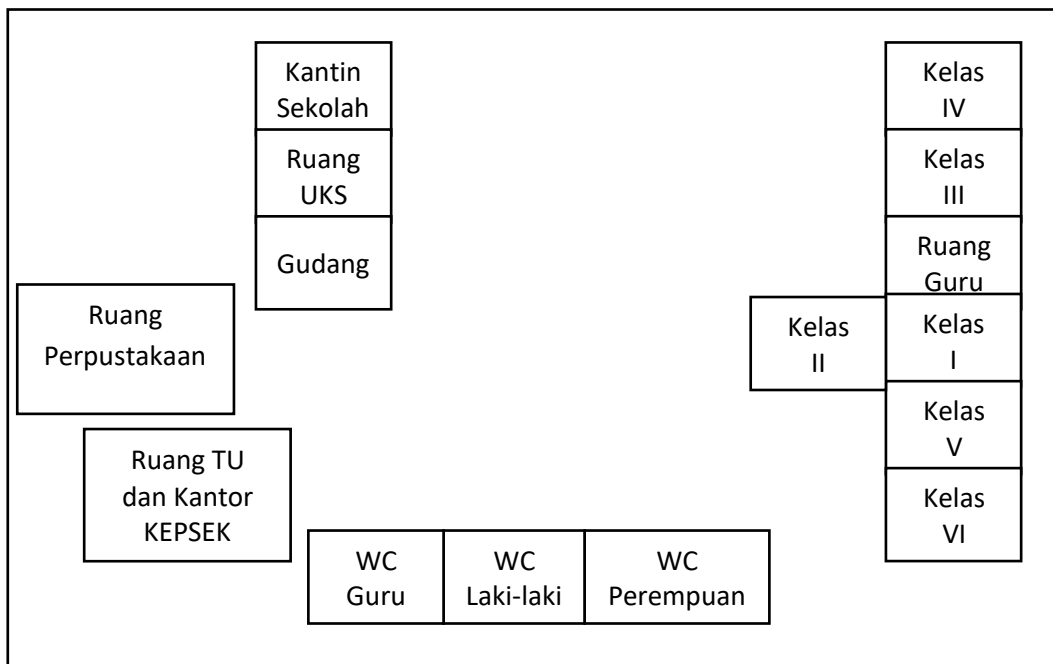 Kantin
Sekolah
Ruang
UKS
Gudang
Ruang
Perpustakaan
Ruang TU
dan Kantor
KEPSEK
WC
Guru
WC
Laki-laki
WC
Perempuan
Kelas
IV
Kelas
III
Ruang
Guru
Kelas
II
Kelas
I
Kelas
V
Kelas
VI